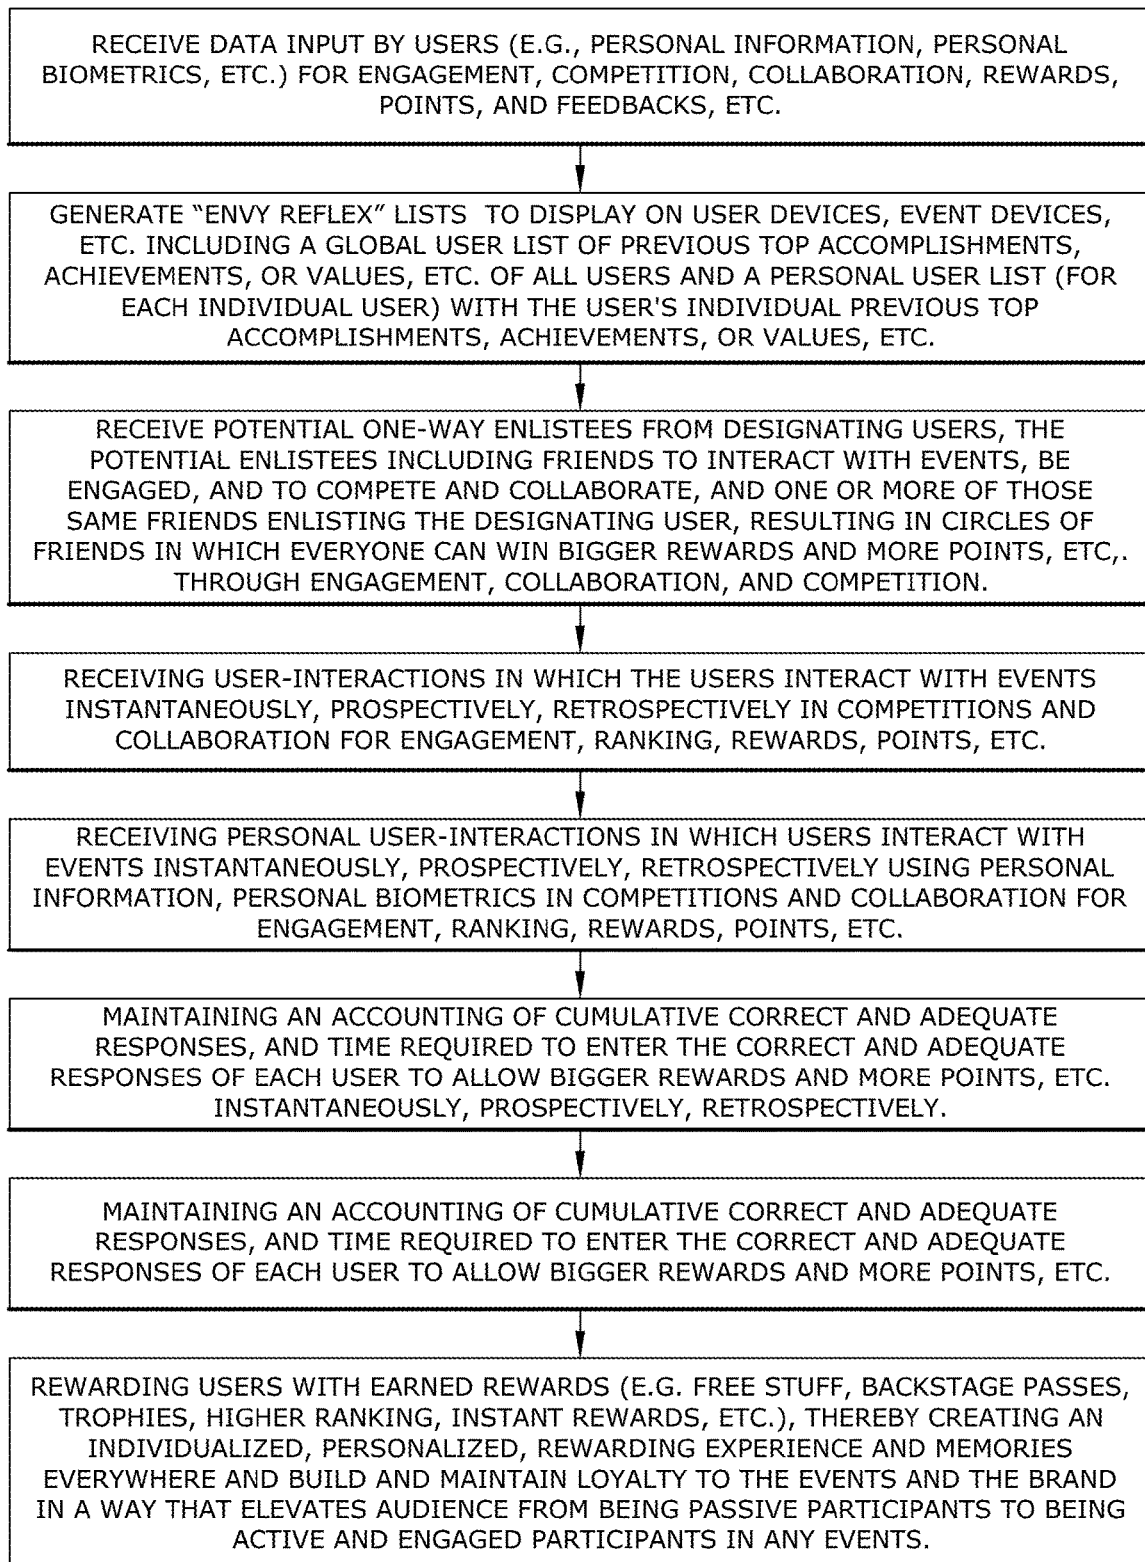 RECEIVE DATA INPUT BY USERS (E.G., PERSONAL INFORMATION, PERSONAL
BIOMETRICS, ETC.) FOR ENGAGEMENT, COMPETITION, COLLABORATION, REWARDS,
POINTS, AND FEEDBACKS, ETC.
GENERATE "ENVY REFLEX" LISTS TO DISPLAY ON USER DEVICES, EVENT DEVICES,
ETC. INCLUDING A GLOBAL USER LIST OF PREVIOUS TOP ACCOMPLISHMENTS,
ACHIEVEMENTS, OR VALUES, ETC. OF ALL USERS AND A PERSONAL USER LIST (FOR
EACH INDIVIDUAL USER) WITH THE USER'S INDIVIDUAL PREVIOUS TOP
ACCOMPLISHMENTS, ACHIEVEMENTS, OR VALUES, ETC.
RECEIVE POTENTIAL ONE-WAY ENLISTEES FROM DESIGNATING USERS, THE
POTENTIAL ENLISTEES INCLUDING FRIENDS TO INTERACT WITH EVENTS, BE
ENGAGED, AND TO COMPETE AND COLLABORATE, AND ONE OR MORE OF THOSE
SAME FRIENDS ENLISTING THE DESIGNATING USER, RESULTING IN CIRCLES OF
FRIENDS IN WHICH EVERYONE CAN WIN BIGGER REWARDS AND MORE POINTS, ETC,.
THROUGH ENGAGEMENT, COLLABORATION, AND COMPETITION.
RECEIVING USER-INTERACTIONS IN WHICH THE USERS INTERACT WITH EVENTS
INSTANTANEOUSLY, PROSPECTIVELY, RETROSPECTIVELY IN COMPETITIONS AND
COLLABORATION FOR ENGAGEMENT, RANKING, REWARDS, POINTS, ETC.
RECEIVING PERSONAL USER-INTERACTIONS IN WHICH USERS INTERACT WITH
EVENTS INSTANTANEOUSLY, PROSPECTIVELY, RETROSPECTIVELY USING PERSONAL
INFORMATION, PERSONAL BIOMETRICS IN COMPETITIONS AND COLLABORATION FOR
ENGAGEMENT, RANKING, REWARDS, POINTS, ETC.
MAINTAINING AN ACCOUNTING OF CUMULATIVE CORRECT AND ADEQUATE
RESPONSES, AND TIME REQUIRED TO ENTER THE CORRECT AND ADEQUATE
RESPONSES OF EACH USER TO ALLOW BIGGER REWARDS AND MORE POINTS, ETC.
INSTANTANEOUSLY, PROSPECTIVELY, RETROSPECTIVELY.
MAINTAINING AN ACCOUNTING OF CUMULATIVE CORRECT AND ADEQUATE
RESPONSES, AND TIME REQUIRED TO ENTER THE CORRECT AND ADEQUATE
RESPONSES OF EACH USER TO ALLOW BIGGER REWARDS AND MORE POINTS, ETC.
REWARDING USERS WITH EARNED REWARDS (E.G. FREE STUFF, BACKSTAGE PASSES,
TROPHIES, HIGHER RANKING, INSTANT REWARDS, ETC.), THEREBY CREATING AN
INDIVIDUALIZED, PERSONALIZED, REWARDING EXPERIENCE AND MEMORIES
EVERYWHERE AND BUILD AND MAINTAIN LOYALTY TO THE EVENTS AND THE BRAND
IN A WAY THAT ELEVATES AUDIENCE FROM BEING PASSIVE PARTICIPANTS TO BEING
ACTIVE AND ENGAGED PARTICIPANTS IN ANY EVENTS.